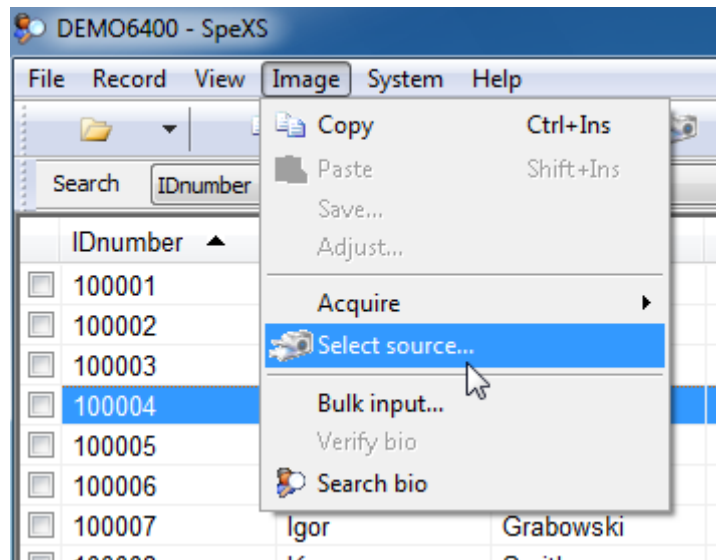 DEMO6400 - SpeXS
File Record View Image System Help
Copy Ctrl+Ins
Paste Shift+Ins
Save...
Adjust...
Acquire
Select source...
Bulk input...
Verify bio
Search bio
Search IDnumber
IDnumber
100001
100002
100003
100004
100005
100006
100007 Igor Grabowski